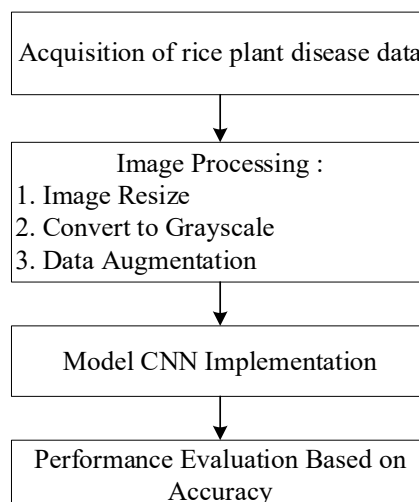 Acquisition of rice plant disease data
Image Processing :
1. Image Resize
2. Convert to Grayscale
3. Data Augmentation
Model CNN Implementation
Performance Evaluation Based on
Accuracy